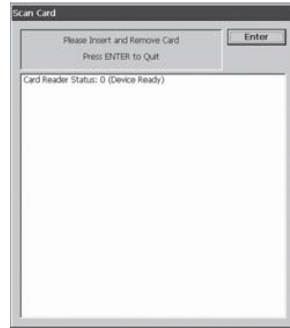 Scan Card
Please Insert and Remove Card
Enter
Press ENTER to Quit
Card Reader Status: 0 (Device Ready)